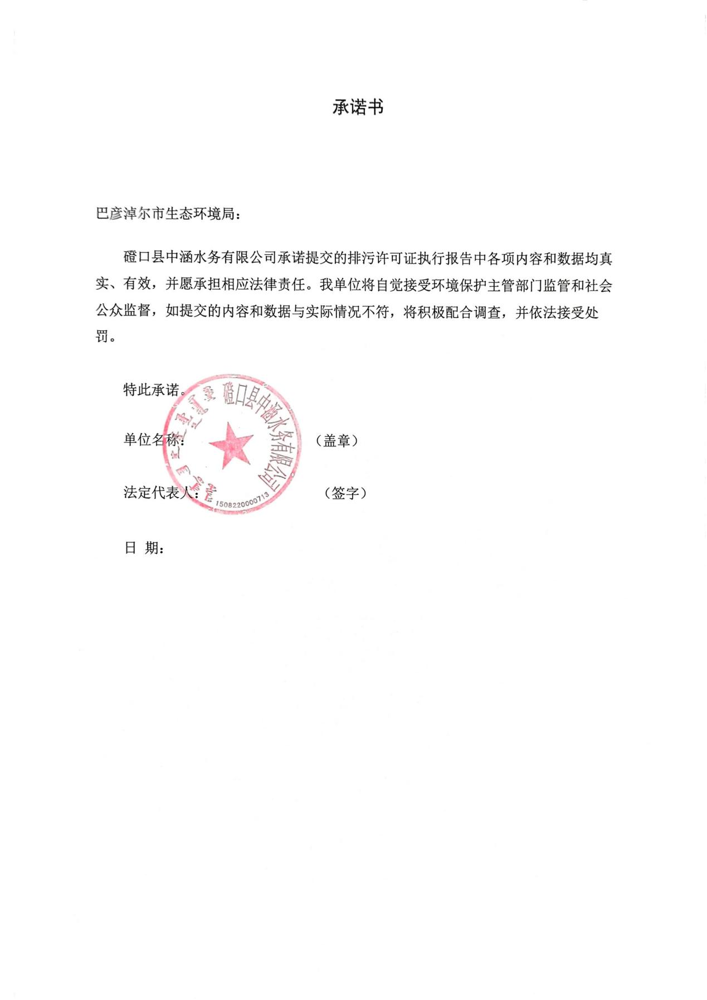 承诺书
巴彦淖尔市生态环境局：
磴口县中涵水务有限公司承诺提交的排污许可证执行报告中各项内容和数据均真
实、有效，并愿承担相应法律责任。我单位将自觉接受环境保护主管部门监管和社会
公众监督，如提交的内容和数据与实际情况不符，将积极配合调查，并依法接受处
罚。
特此承诺。
磴口县中涵水务有限公司
单位名称：（盖章）
法定代表人：（签字）
1508220000713
日 期：